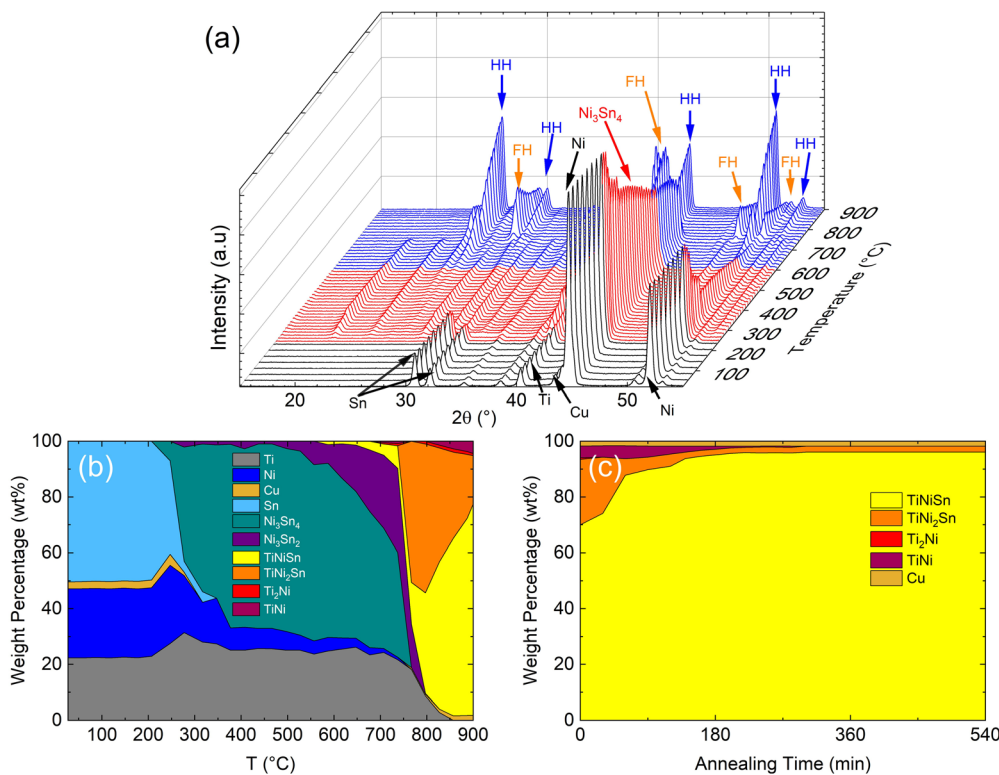 (a)
HH
HH
FH
HH
Ni₃Sn₄
Ni
HH
FH
FH
FH
HH
Intensity (a.u)
900
800
700
600
500
400
300
200
100
Temperature (°C)
Sn
Ti
Cu
Ni
20
30
40
50
2θ (°)
(b)
100
80
60
40
20
0
Weight Percentage (wt%)
Ti
Ni
Cu
Sn
Ni₃Sn₄
Ni₃Sn₂
TiNiSn
TiNi₂Sn
Ti₂Ni
TiNi
100 200 300 400 500 600 700 800 900
T (°C)
(c)
100
80
60
40
20
0
Weight Percentage (wt%)
TiNiSn
TiNi₂Sn
Ti₂Ni
TiNi
Cu
0 180 360 540
Annealing Time (min)